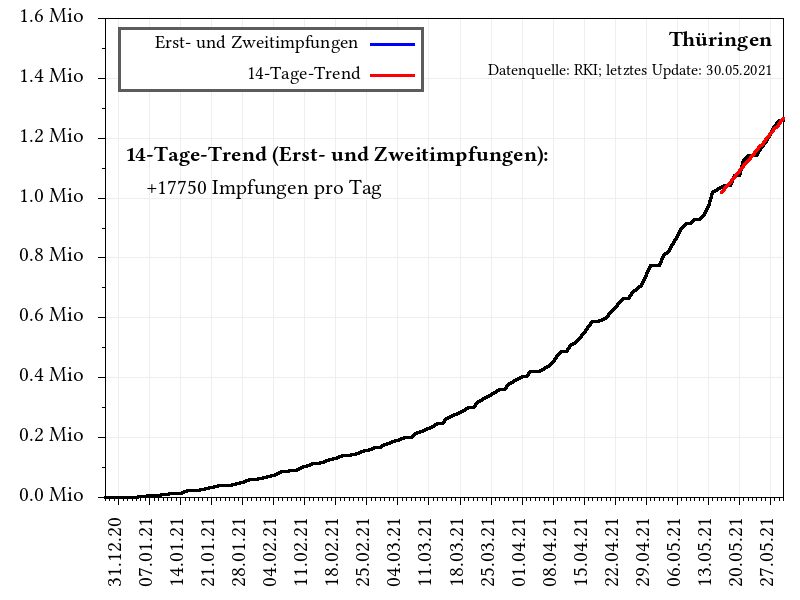 1.6 Mio
1.4 Mio
1.2 Mio
1.0 Mio
0.8 Mio
0.6 Mio
0.4 Mio
0.2 Mio
0.0 Mio
Erst- und Zweitimpfungen
14-Tage-Trend
Thüringen
Datenquelle: RKI; letztes Update: 30.05.2021
14-Tage-Trend (Erst- und Zweitimpfungen):
+17750 Impfungen pro Tag
31.12.20
07.01.21
14.01.21
21.01.21
28.01.21
04.02.21
11.02.21
18.02.21
25.02.21
04.03.21
11.03.21
18.03.21
25.03.21
01.04.21
08.04.21
15.04.21
22.04.21
29.04.21
06.05.21
13.05.21
20.05.21
27.05.21